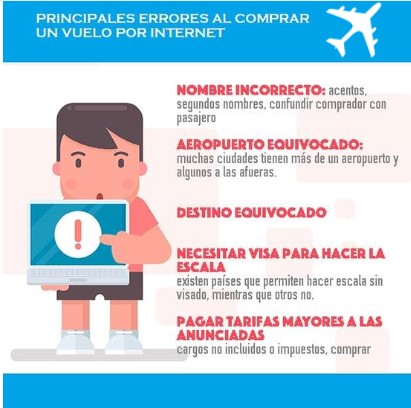 PRINCIPALES ERRORES AL COMPRAR
UN VUELO POR INTERNET
NOMBRE INCORRECTO: acentos,
segundos nombres, confundir comprador con
pasajero
AEROPUERTO EQUIVOCADO:
muchas ciudades tienen más de un aeropuerto y
algunos a las afueras.
DESTINO EQUIVOCADO
NECESITAR VISA PARA HACER LA
ESCALA
existen países que permiten hacer escala sin
visado, mientras que otros no.
PAGAR TARIFAS MAYORES A LAS
ANUNCIADAS
cargos no incluidos o impuestos, comprar